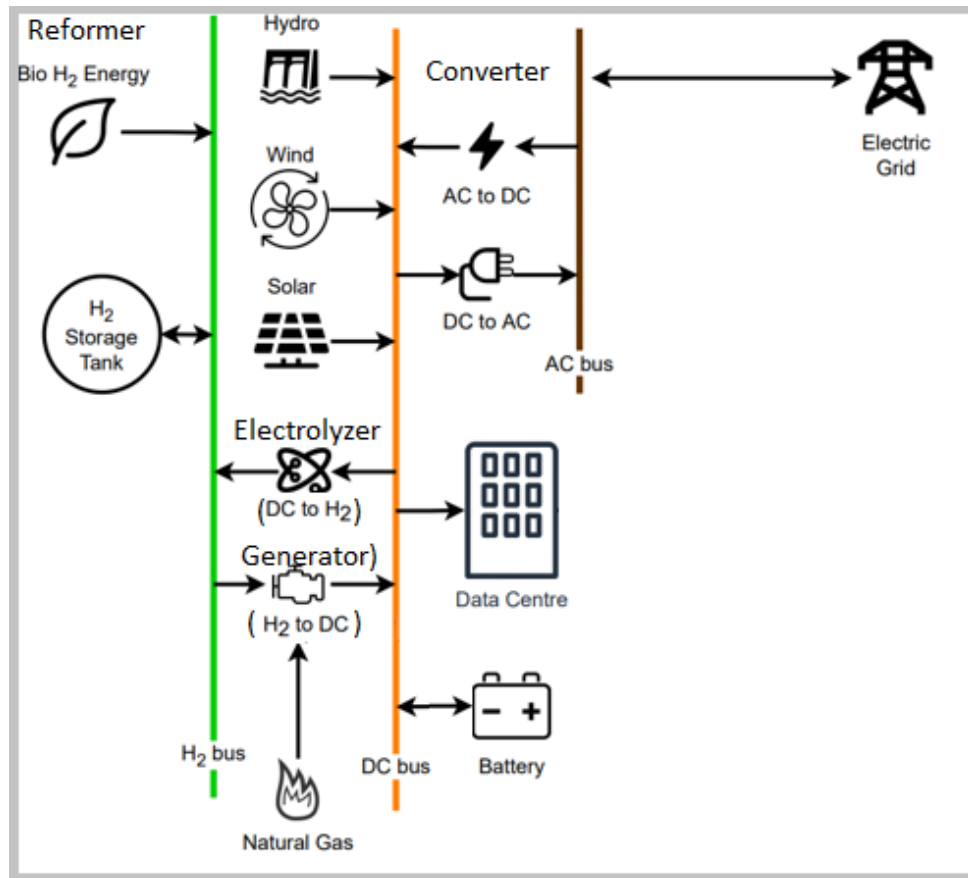 Reformer
Bio H₂ Energy
Hydro
Converter
Electric
Grid
Wind
AC to DC
Solar
DC to AC
H₂
Storage
Tank
AC bus
Electrolyzer
(DC to H₂)
Generator)
( H₂ to DC )
Data Centre
H₂ bus
DC bus
Battery
Natural Gas